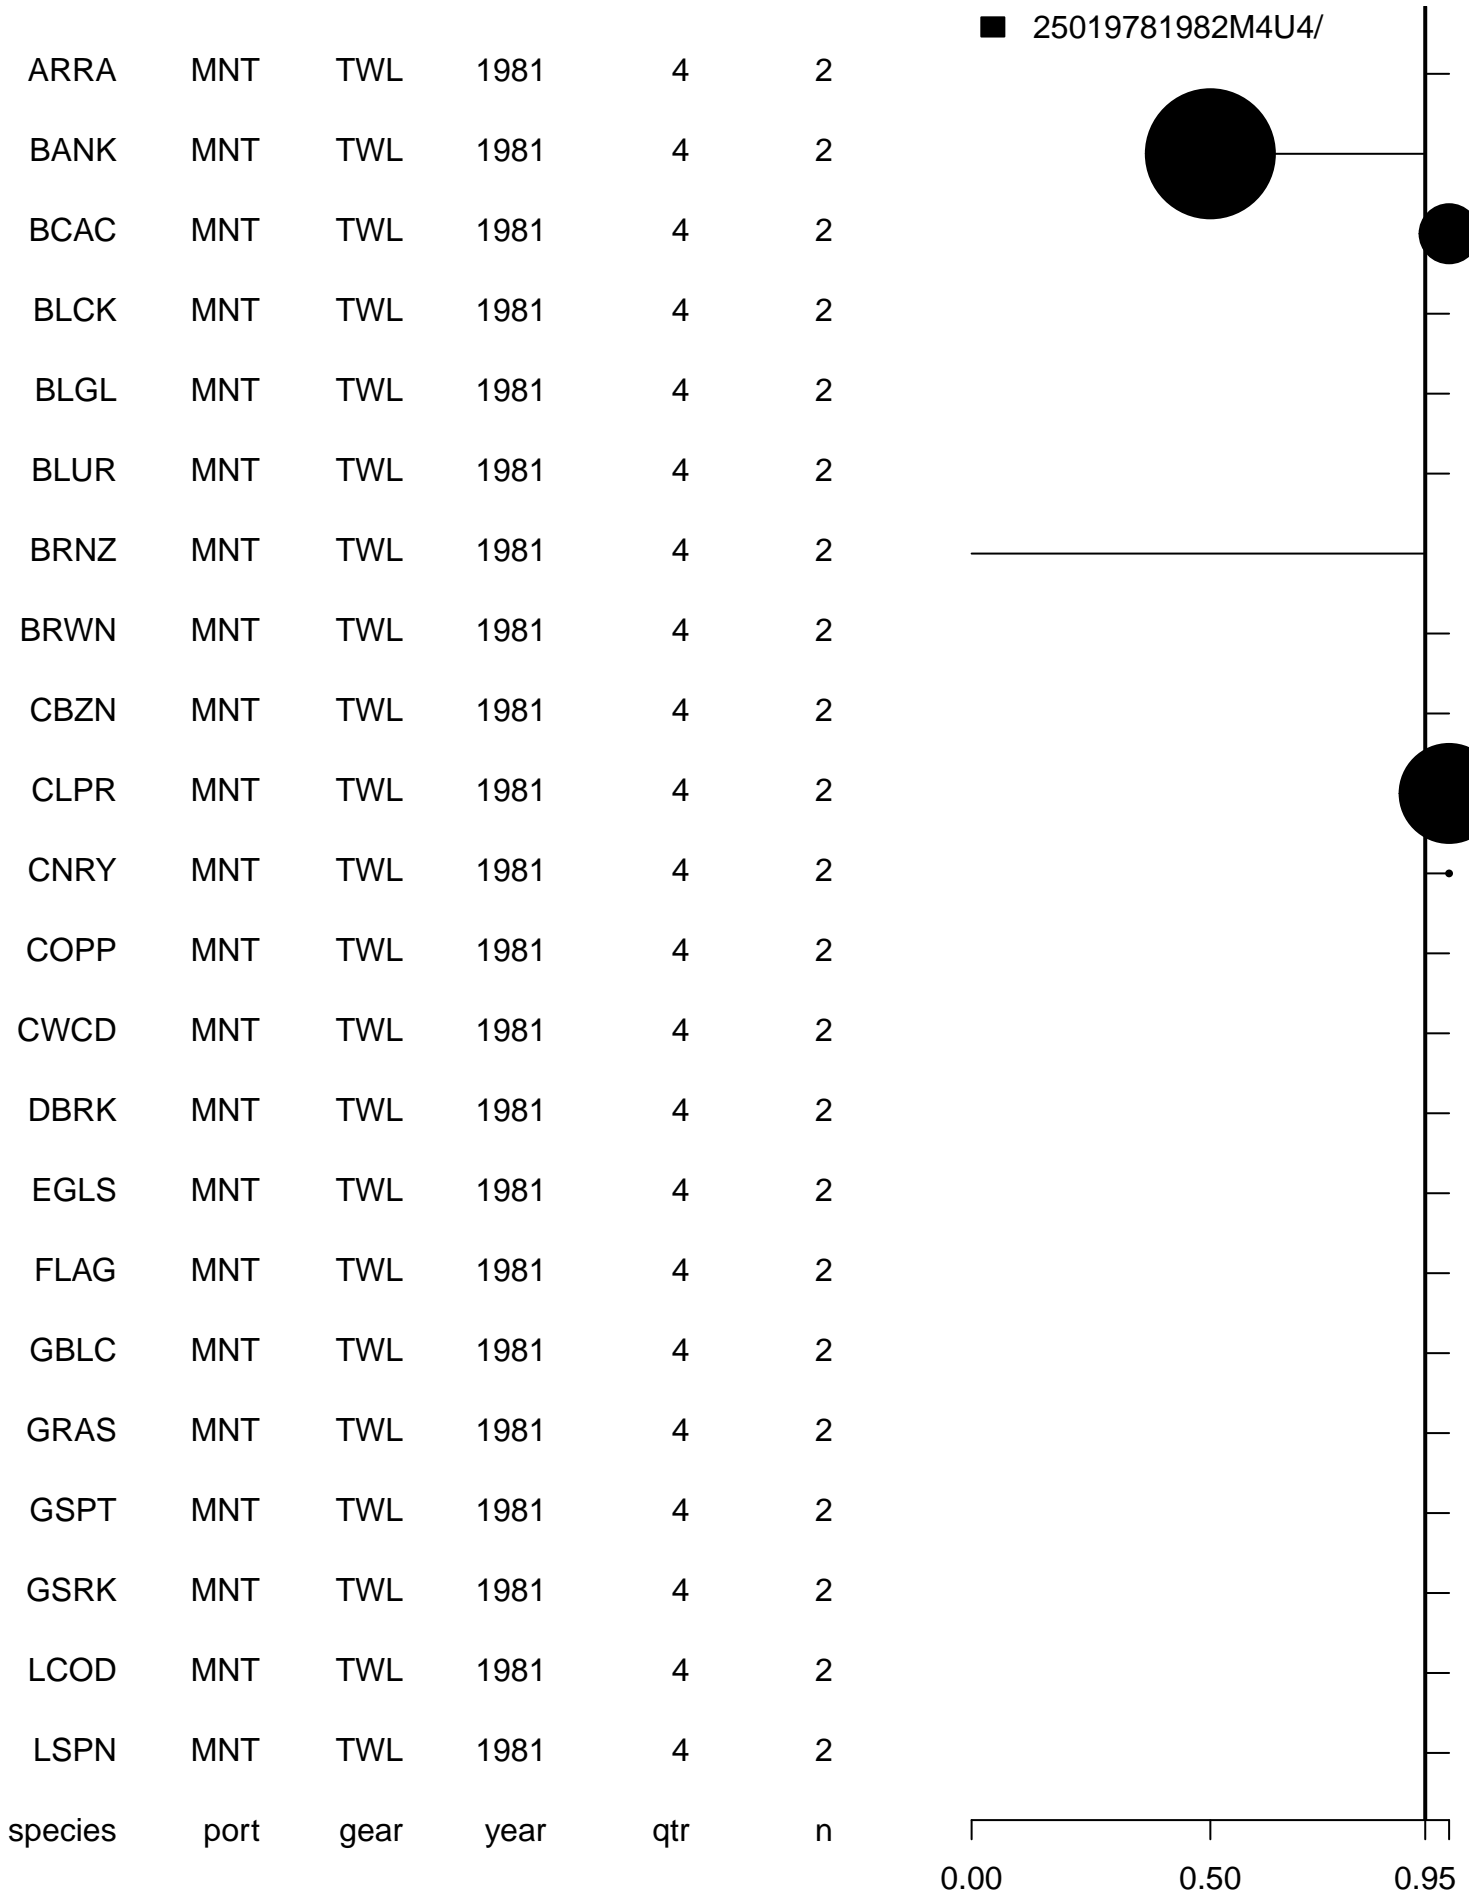 25019781982M4U4/
ARRA MNT TWL 1981 4 2
BANK MNT TWL 1981 4 2
BCAC MNT TWL 1981 4 2
BLCK MNT TWL 1981 4 2
BLGL MNT TWL 1981 4 2
BLUR MNT TWL 1981 4 2
BRNZ MNT TWL 1981 4 2
BRWN MNT TWL 1981 4 2
CBZN MNT TWL 1981 4 2
CLPR MNT TWL 1981 4 2
CNRY MNT TWL 1981 4 2
COPP MNT TWL 1981 4 2
CWCD MNT TWL 1981 4 2
DBRK MNT TWL 1981 4 2
EGLS MNT TWL 1981 4 2
FLAG MNT TWL 1981 4 2
GBLC MNT TWL 1981 4 2
GRAS MNT TWL 1981 4 2
GSPT MNT TWL 1981 4 2
GSRK MNT TWL 1981 4 2
LCOD MNT TWL 1981 4 2
LSPN MNT TWL 1981 4 2
species port gear year qtr n
0.00 0.50 0.95